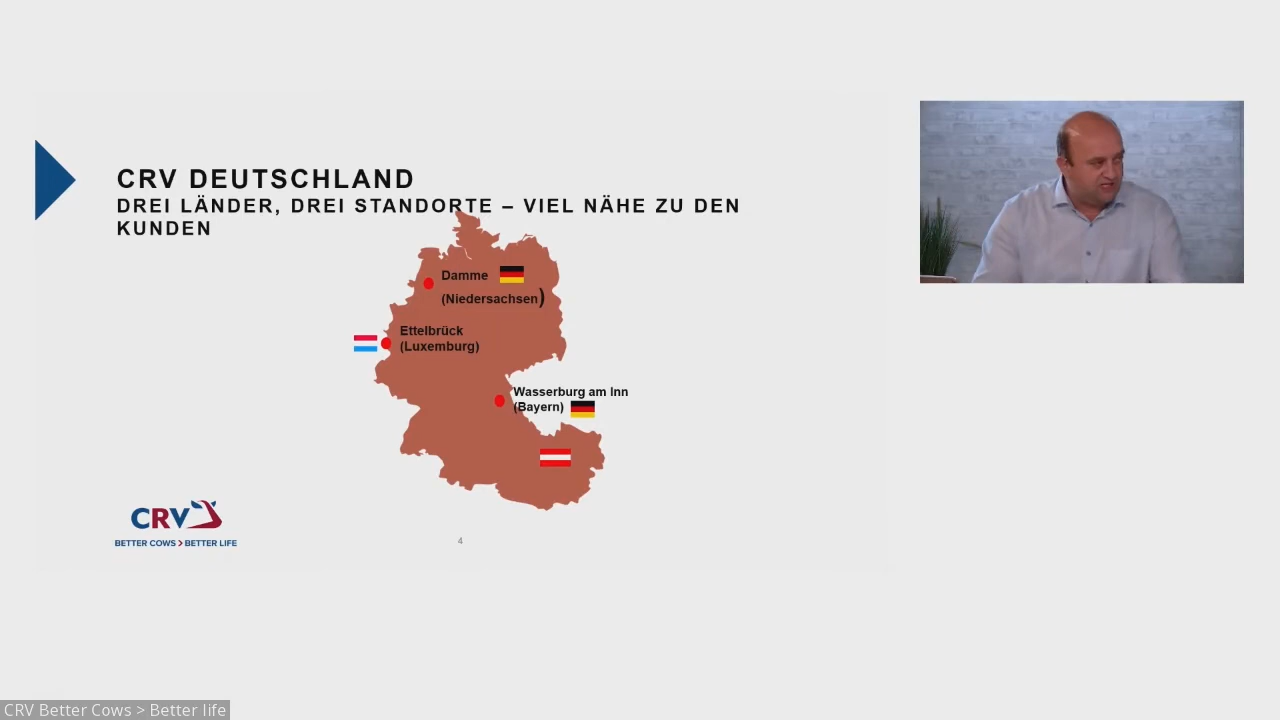 CRV DEUTSCHLAND
DREI LÄNDER, DREI STANDORTE – VIEL NÄHE ZU DEN
KUNDEN
Damme
(Niedersachsen)
Ettelbrück
(Luxemburg)
Wasserburg am Inn
(Bayern)
CRV
BETTER COWS > BETTER LIFE
4
CRV Better Cows > Better life